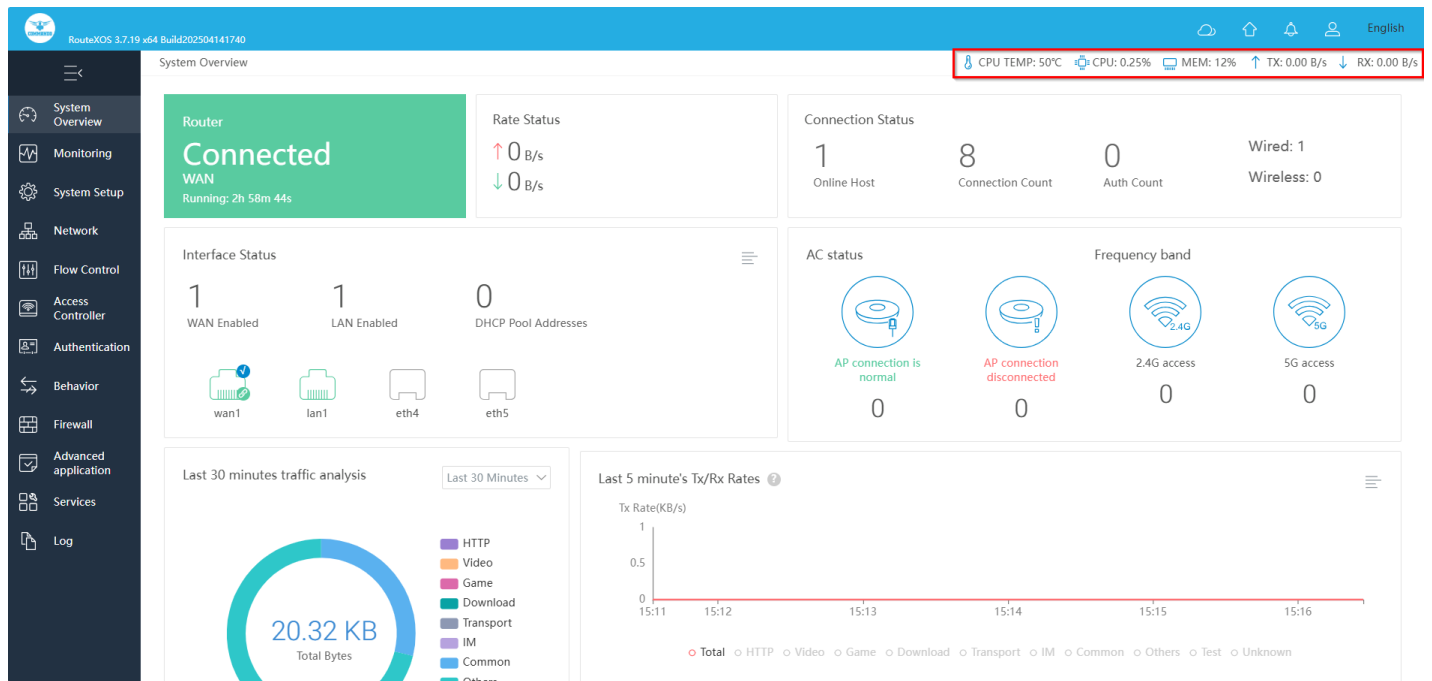 RouteXOS 3.7.19 x64 Build202504141740
English
System Overview
CPU TEMP: 50℃ CPU: 0.25% MEM: 12% TX: 0.00 B/s RX: 0.00 B/s
System Overview
Monitoring
System Setup
Network
Flow Control
Access Controller
Authentication
Behavior
Firewall
Advanced application
Services
Log
Router
Connected
WAN
Running: 2h 58m 44s
Rate Status
0 B/s
0 B/s
Connection Status
1
Online Host
8
Connection Count
0
Auth Count
Wired: 1
Wireless: 0
Interface Status
1
WAN Enabled
1
LAN Enabled
0
DHCP Pool Addresses
wan1
lan1
eth4
eth5
AC status
Frequency band
2.4G
5G
AP connection is normal
0
AP connection disconnected
0
2.4G access
0
5G access
0
Last 30 minutes traffic analysis
Last 30 Minutes
20.32 KB
Total Bytes
HTTP
Video
Game
Download
Transport
IM
Common
Others
Last 5 minute's Tx/Rx Rates ?
Tx Rate(KB/s)
1
0.5
0
15:11 15:12 15:13 15:14 15:15 15:16
Total HTTP Video Game Download Transport IM Common Others Test Unknown